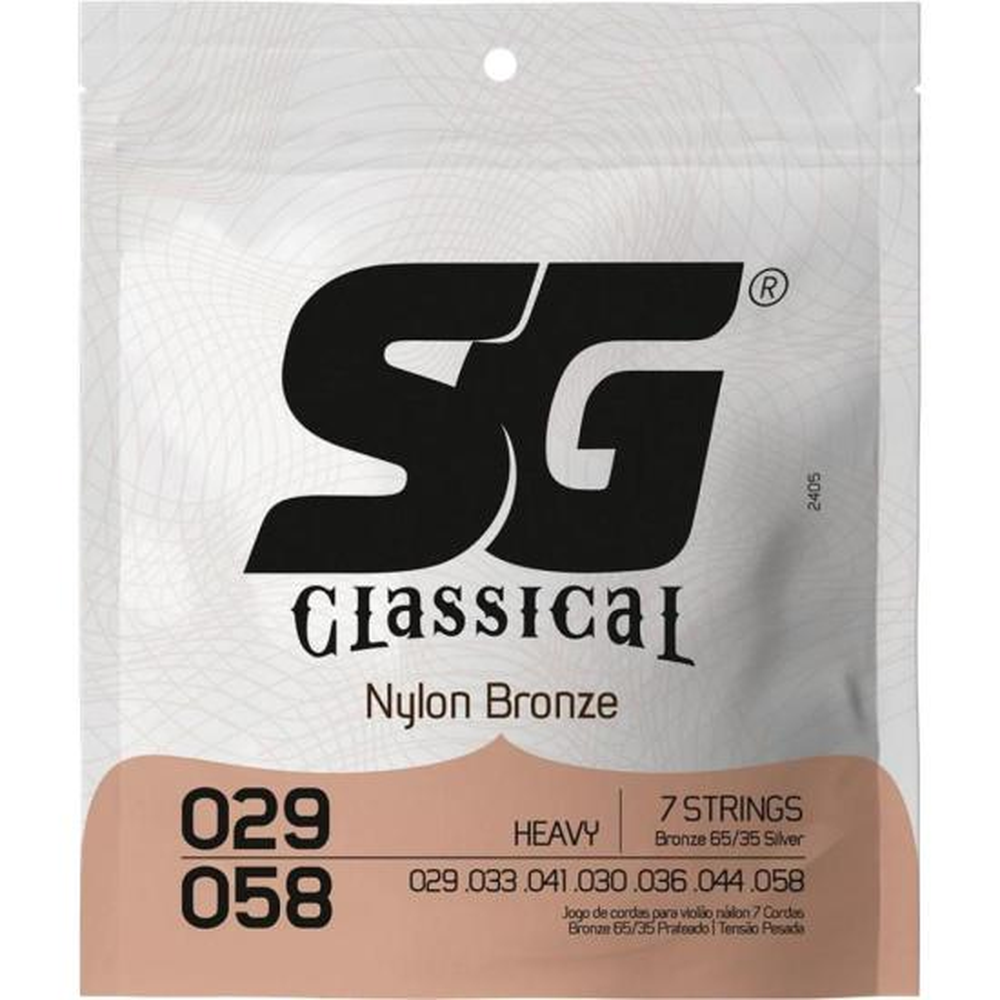 SG®
2405
CLassICaL
Nylon Bronze
029
058
HEAVY
7 STRINGS
Bronze 65/35 Silver
029 .033 .041 .030 .036 .044 .058
Jogo de cordas para violão náilon 7 Cordas
Bronze 65/35 Prateado | Tensão Pesada